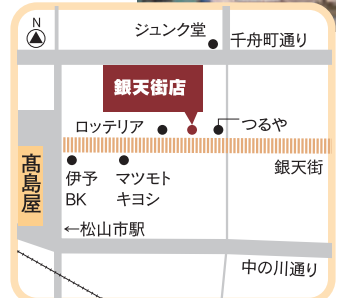 N
ジュンク堂
千舟町通り
銀天街店
ロッテリア
つるや
髙島屋
伊予
BK
マツモト
キヨシ
銀天街
←松山市駅
中の川通り